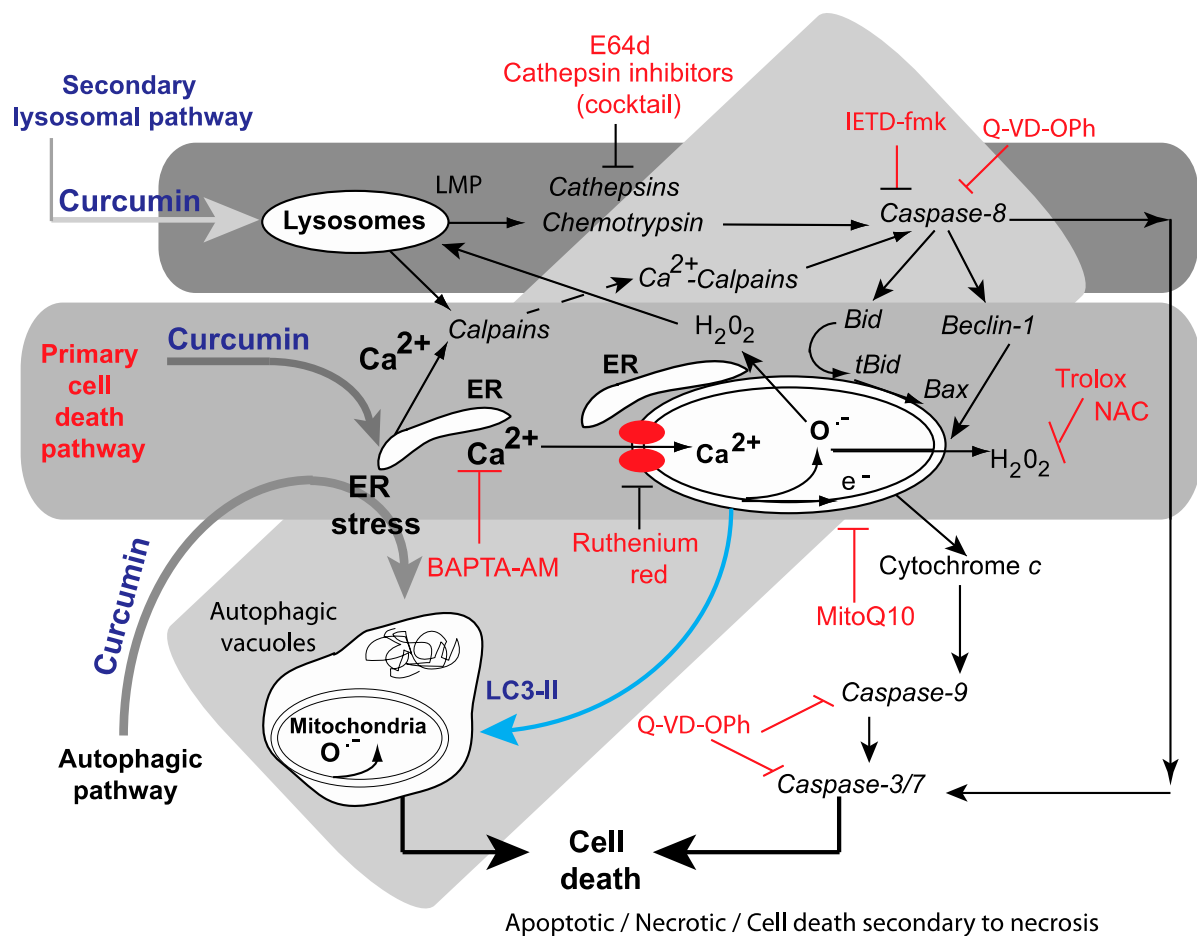 E64d
Cathepsin inhibitors
(cocktail)
Secondary
lysosomal pathway
IETD-fmk
Q-VD-OPh
Curcumin
LMP
Lysosomes
Cathepsins
Chemotrypsin
Caspase-8
Ca2+-Calpains
Calpains
H202
Bid
Beclin-1
Curcumin
Ca2+
Primary
cell
death
pathway
ER
ER
tBid
Bax
Trolox
NAC
Ca2+
Ca2+
O·-
H202
e-
ER
stress
BAPTA-AM
Ruthenium
red
Cytochrome c
MitoQ10
Curcumin
Autophagic
vacuoles
LC3-II
Caspase-9
Mitochondria
O·-
Q-VD-OPh
Autophagic
pathway
Caspase-3/7
Cell
death
Apoptotic / Necrotic / Cell death secondary to necrosis